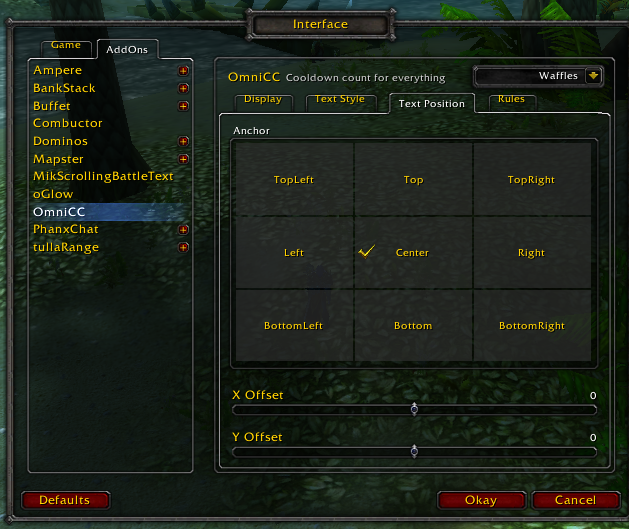 Interface
Game
AddOns
Ampere
BankStack
Buffet
Combuctor
Dominos
Mapster
MikScrollingBattleText
oGlow
OmniCC
PhanxChat
tullaRange
OmniCC Cooldown count for everything
Waffles
Display
Text Style
Text Position
Rules
Anchor
TopLeft
Top
TopRight
Left
Center
Right
BottomLeft
Bottom
BottomRight
X Offset
0
Y Offset
0
Defaults
Okay
Cancel